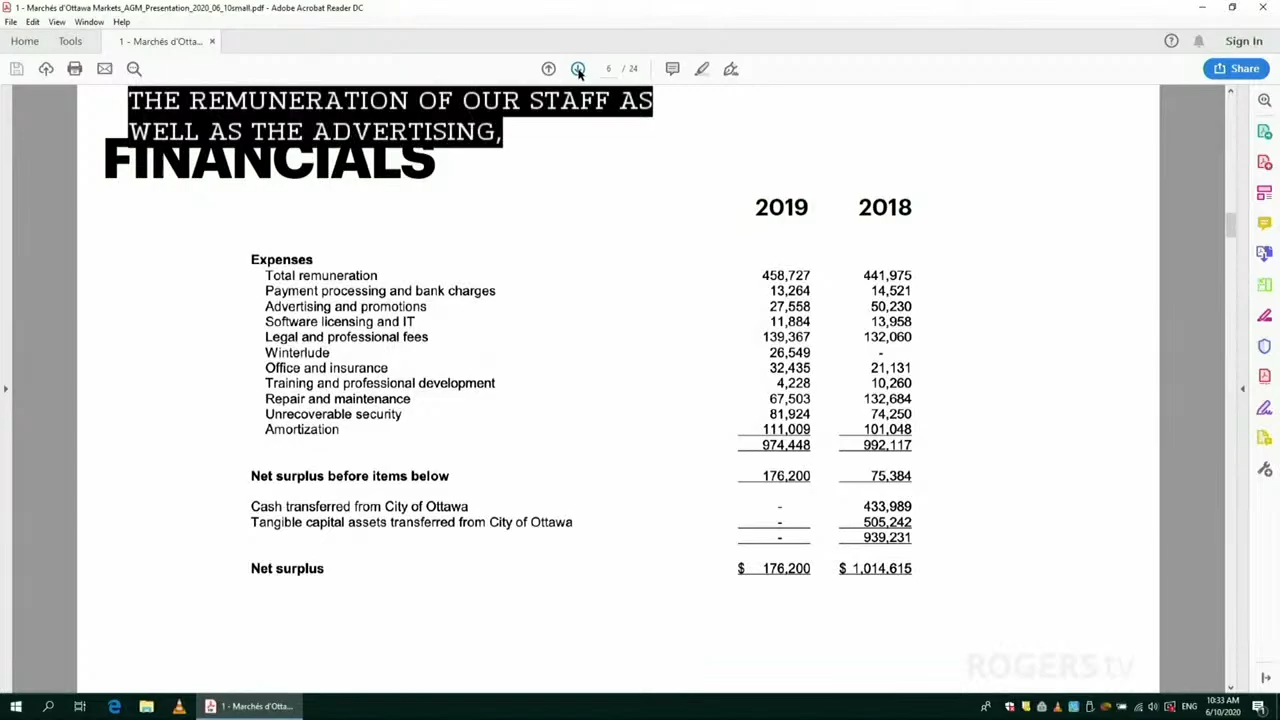 1 - Marchés d'Ottawa Markets_AGM_Presentation_2020_06_10small.pdf - Adobe Acrobat Reader DC
File Edit View Window Help
Home Tools 1 - Marchés d'Otta... × Sign In
6 / 24 Share
THE REMUNERATION OF OUR STAFF AS
WELL AS THE ADVERTISING,
FINANCIALS
2019 2018
Expenses
Total remuneration 458,727 441,975
Payment processing and bank charges 13,264 14,521
Advertising and promotions 27,558 50,230
Software licensing and IT 11,884 13,958
Legal and professional fees 139,367 132,060
Winterlude 26,549 -
Office and insurance 32,435 21,131
Training and professional development 4,228 10,260
Repair and maintenance 67,503 132,684
Unrecoverable security 81,924 74,250
Amortization 111,009 101,048
974,448 992,117
Net surplus before items below 176,200 75,384
Cash transferred from City of Ottawa - 433,989
Tangible capital assets transferred from City of Ottawa - 505,242
- 939,231
Net surplus $ 176,200 $ 1,014,615
ROGERS tv
1 - Marchés d'Otta... ENG 10:33 AM
6/10/2020